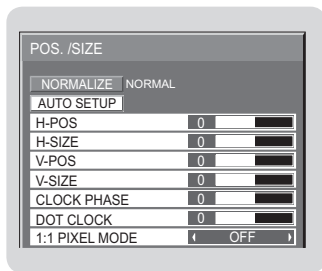 POS. /SIZE
NORMALIZE NORMAL
AUTO SETUP
H-POS 0
H-SIZE 0
V-POS 0
V-SIZE 0
CLOCK PHASE 0
DOT CLOCK 0
1:1 PIXEL MODE OFF